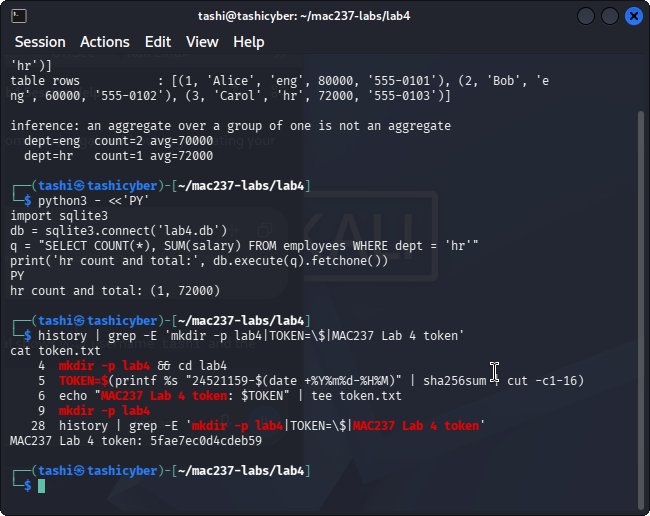 tashi@tashicyber: ~/mac237-labs/lab4
Session Actions Edit View Help
'hr')]
table rows : [(1, 'Alice', 'eng', 80000, '555-0101'), (2, 'Bob', 'e
ng', 60000, '555-0102'), (3, 'Carol', 'hr', 72000, '555-0103')]
inference: an aggregate over a group of one is not an aggregate
dept=eng count=2 avg=70000
dept=hr count=1 avg=72000
┌──(tashi㉿tashicyber)-[~/mac237-labs/lab4]
└─$ python3 - <<'PY'
import sqlite3
db = sqlite3.connect('lab4.db')
q = "SELECT COUNT(*), SUM(salary) FROM employees WHERE dept = 'hr'"
print('hr count and total:', db.execute(q).fetchone())
PY
hr count and total: (1, 72000)
┌──(tashi㉿tashicyber)-[~/mac237-labs/lab4]
└─$ history | grep -E 'mkdir -p lab4|TOKEN=\$|MAC237 Lab 4 token'
cat token.txt
4 mkdir -p lab4 && cd lab4
5 TOKEN=$(printf %s "24521159-$(date +%Y%m%d-%H%M)" | sha256sum | cut -c1-16)
6 echo "MAC237 Lab 4 token: $TOKEN" | tee token.txt
9 mkdir -p lab4
28 history | grep -E 'mkdir -p lab4|TOKEN=\$|MAC237 Lab 4 token'
MAC237 Lab 4 token: 5fae7ec0d4cdeb59
┌──(tashi㉿tashicyber)-[~/mac237-labs/lab4]
└─$
KALI